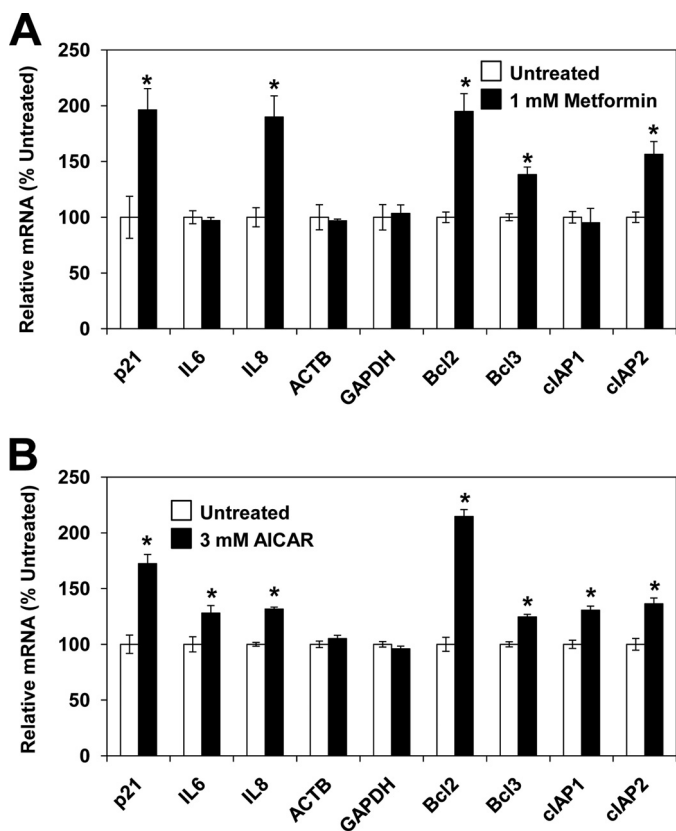 A
Relative mRNA (% Untreated)
250
200
150
100
50
0
Untreated
1 mM Metformin
* * * * *
p21 IL6 IL8 ACTB GAPDH Bcl2 Bcl3 cIAP1 cIAP2
B
Relative mRNA (% Untreated)
250
200
150
100
50
0
Untreated
3 mM AICAR
* * * * * * *
p21 IL6 IL8 ACTB GAPDH Bcl2 Bcl3 cIAP1 cIAP2